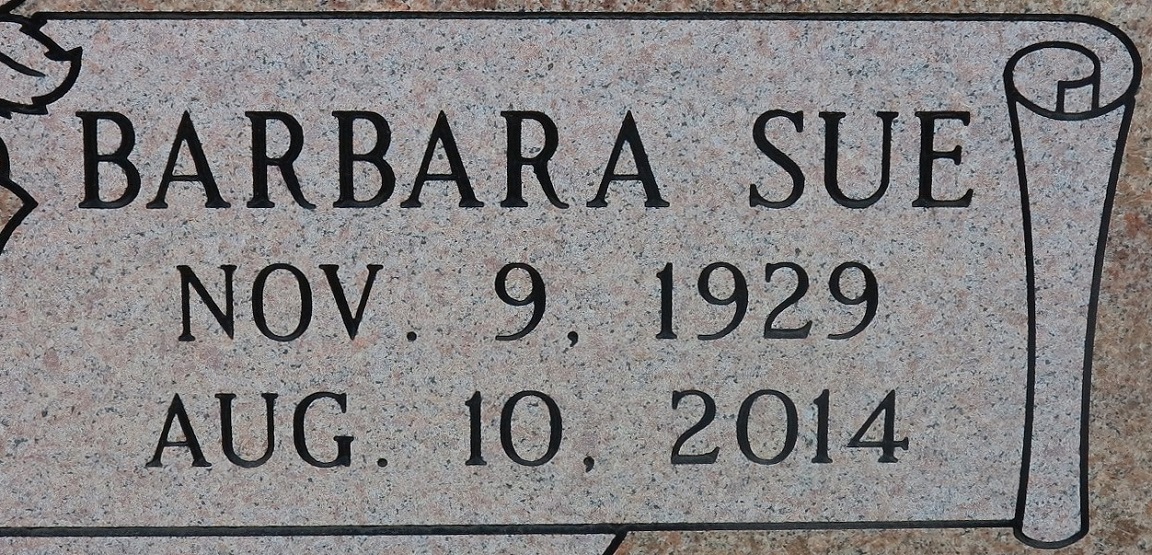 BARBARA SUE
NOV. 9, 1929
AUG. 10, 2014